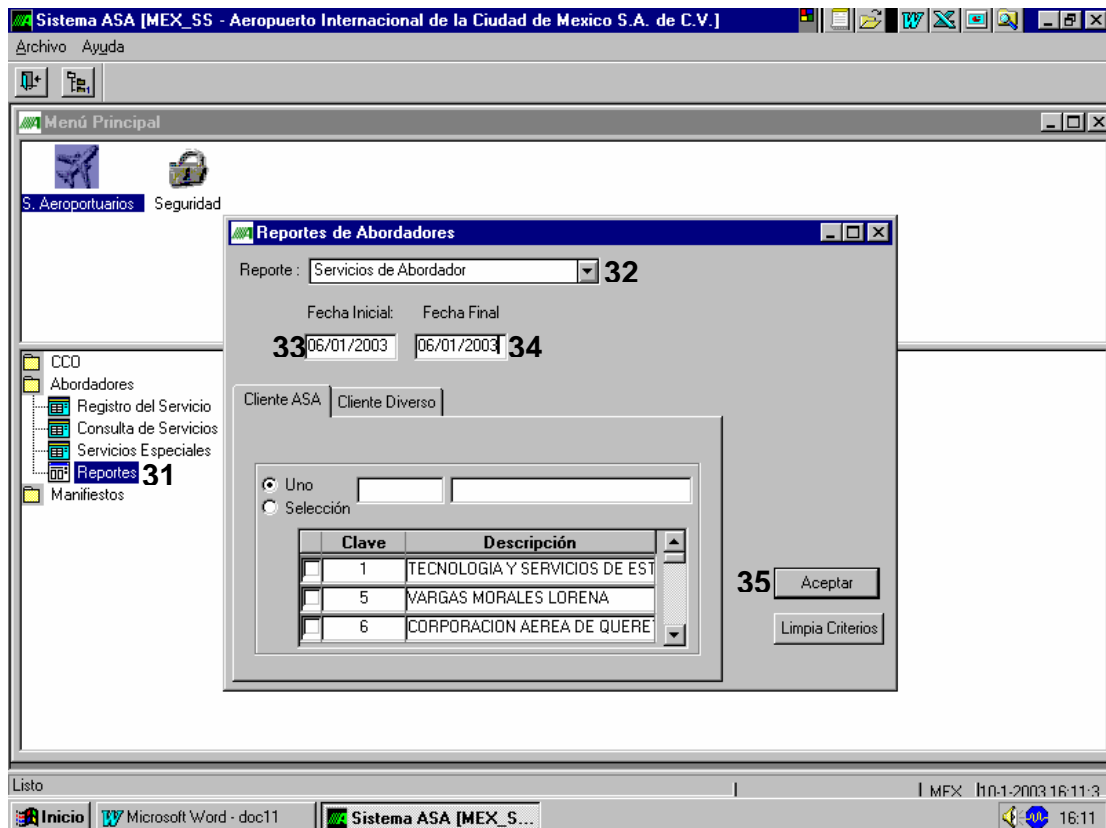 Sistema ASA [MEX_SS - Aeropuerto Internacional de la Ciudad de Mexico S.A. de C.V.]
Archivo Ayuda
Menú Principal
S. Aeroportuarios Seguridad
Reportes de Abordadores
Reporte : Servicios de Abordador 32
Fecha Inicial: Fecha Final
33 06/01/2003 06/01/2003 34
CCO
Abordadores
Registro del Servicio
Consulta de Servicios
Servicios Especiales
Reportes 31
Manifiestos
Cliente ASA Cliente Diverso
Uno
Selección
Clave Descripción
1 TECNOLOGIA Y SERVICIOS DE EST
5 VARGAS MORALES LORENA
6 CORPORACION AEREA DE QUERE
35 Aceptar
Limpia Criterios
Listo MEX 10-1-2003 16:11:3
Inicio Microsoft Word - doc11 Sistema ASA [MEX_S... 16:11